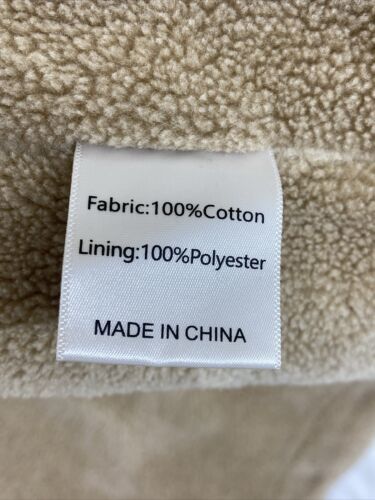 Fabric:100%Cotton
Lining:100%Polyester
MADE IN CHINA